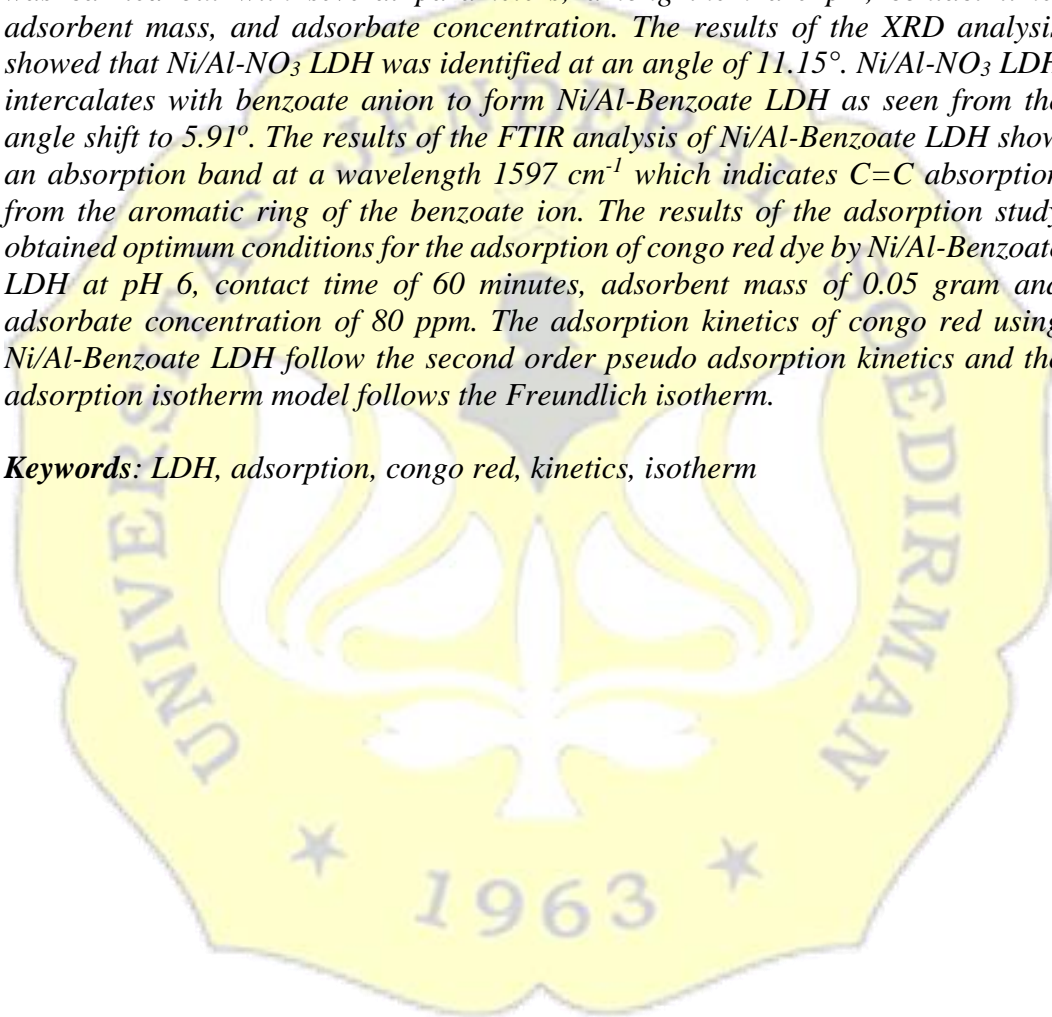 adsorbent mass, and adsorbate concentration. The results of the XRD analysis
showed that Ni/Al-NO3 LDH was identified at an angle of 11.15°. Ni/Al-NO3 LDH
intercalates with benzoate anion to form Ni/Al-Benzoate LDH as seen from the
angle shift to 5.91º. The results of the FTIR analysis of Ni/Al-Benzoate LDH show
an absorption band at a wavelength 1597 cm-1 which indicates C=C absorption
from the aromatic ring of the benzoate ion. The results of the adsorption study
obtained optimum conditions for the adsorption of congo red dye by Ni/Al-Benzoate
LDH at pH 6, contact time of 60 minutes, adsorbent mass of 0.05 gram and
adsorbate concentration of 80 ppm. The adsorption kinetics of congo red using
Ni/Al-Benzoate LDH follow the second order pseudo adsorption kinetics and the
adsorption isotherm model follows the Freundlich isotherm.
Keywords: LDH, adsorption, congo red, kinetics, isotherm
UNIVERSITAS JENDERAL SOEDIRMAN
1963